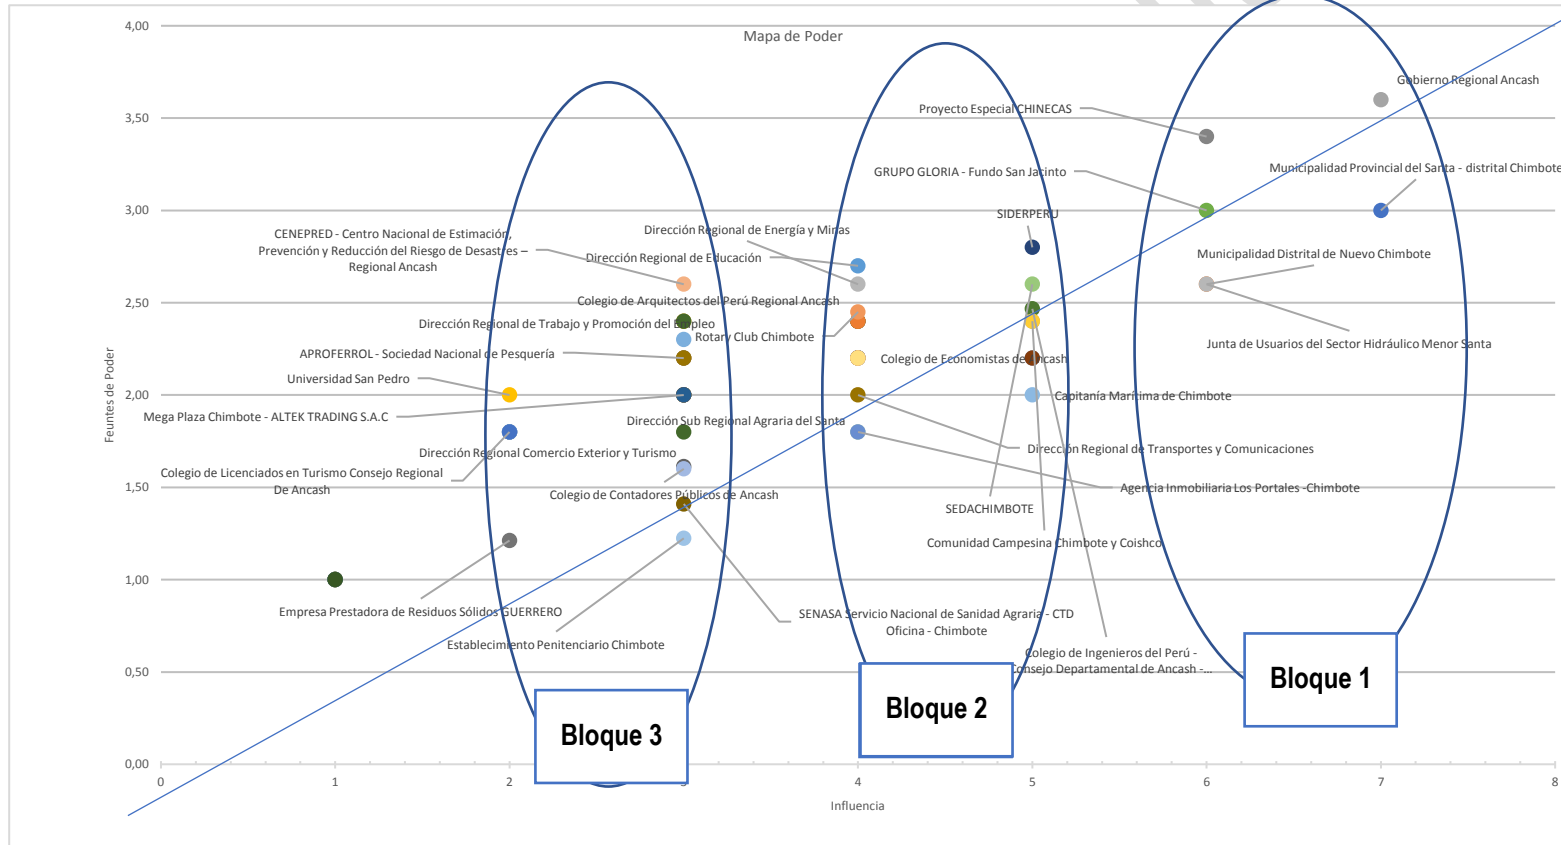 4,00
Mapa de Poder
Gobierno Regional Ancash
3,50
Proyecto Especial CHINECAS
GRUPO GLORIA - Fundo San Jacinto
Municipalidad Provincial del Santa - distrital Chimbote
3,00
SIDERPERU
CENEPRED - Centro Nacional de Estimación,
Prevención y Reducción del Riesgo de Desastres –
Regional Ancash
Dirección Regional de Energía y Minas
Dirección Regional de Educación
Municipalidad Distrital de Nuevo Chimbote
2,50
Colegio de Arquitectos del Perú Regional Ancash
Dirección Regional de Trabajo y Promoción del Empleo
Rotary Club Chimbote
Junta de Usuarios del Sector Hidráulico Menor Santa
APROFERROL - Sociedad Nacional de Pesquería
Colegio de Economistas de Ancash
Universidad San Pedro
2,00
Capitanía Marítima de Chimbote
Mega Plaza Chimbote - ALTEK TRADING S.A.C
Dirección Sub Regional Agraria del Santa
Feuntes de Poder
Dirección Regional de Transportes y Comunicaciones
Dirección Regional Comercio Exterior y Turismo
Colegio de Licenciados en Turismo Consejo Regional
De Ancash
1,50
Colegio de Contadores Públicos de Ancash
Agencia Inmobiliaria Los Portales -Chimbote
SEDACHIMBOTE
Comunidad Campesina Chimbote y Coishco
1,00
Empresa Prestadora de Residuos Sólidos GUERRERO
SENASA Servicio Nacional de Sanidad Agraria - CTD
Oficina - Chimbote
Establecimiento Penitenciario Chimbote
Colegio de Ingenieros del Perú -
Consejo Departamental de Ancash -...
0,50
Bloque 1
Bloque 2
Bloque 3
0,00
0 1 2 3 4 5 6 7 8
Influencia